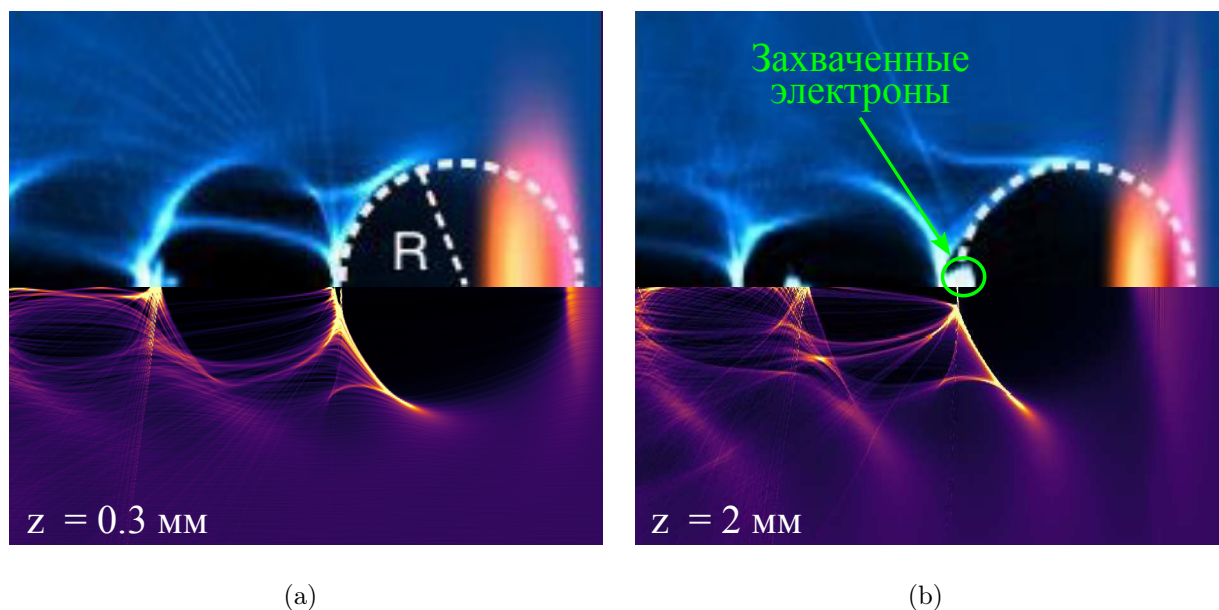 Захваченные
электроны
R
z = 0.3 мм
z = 2 мм
(a)
(b)